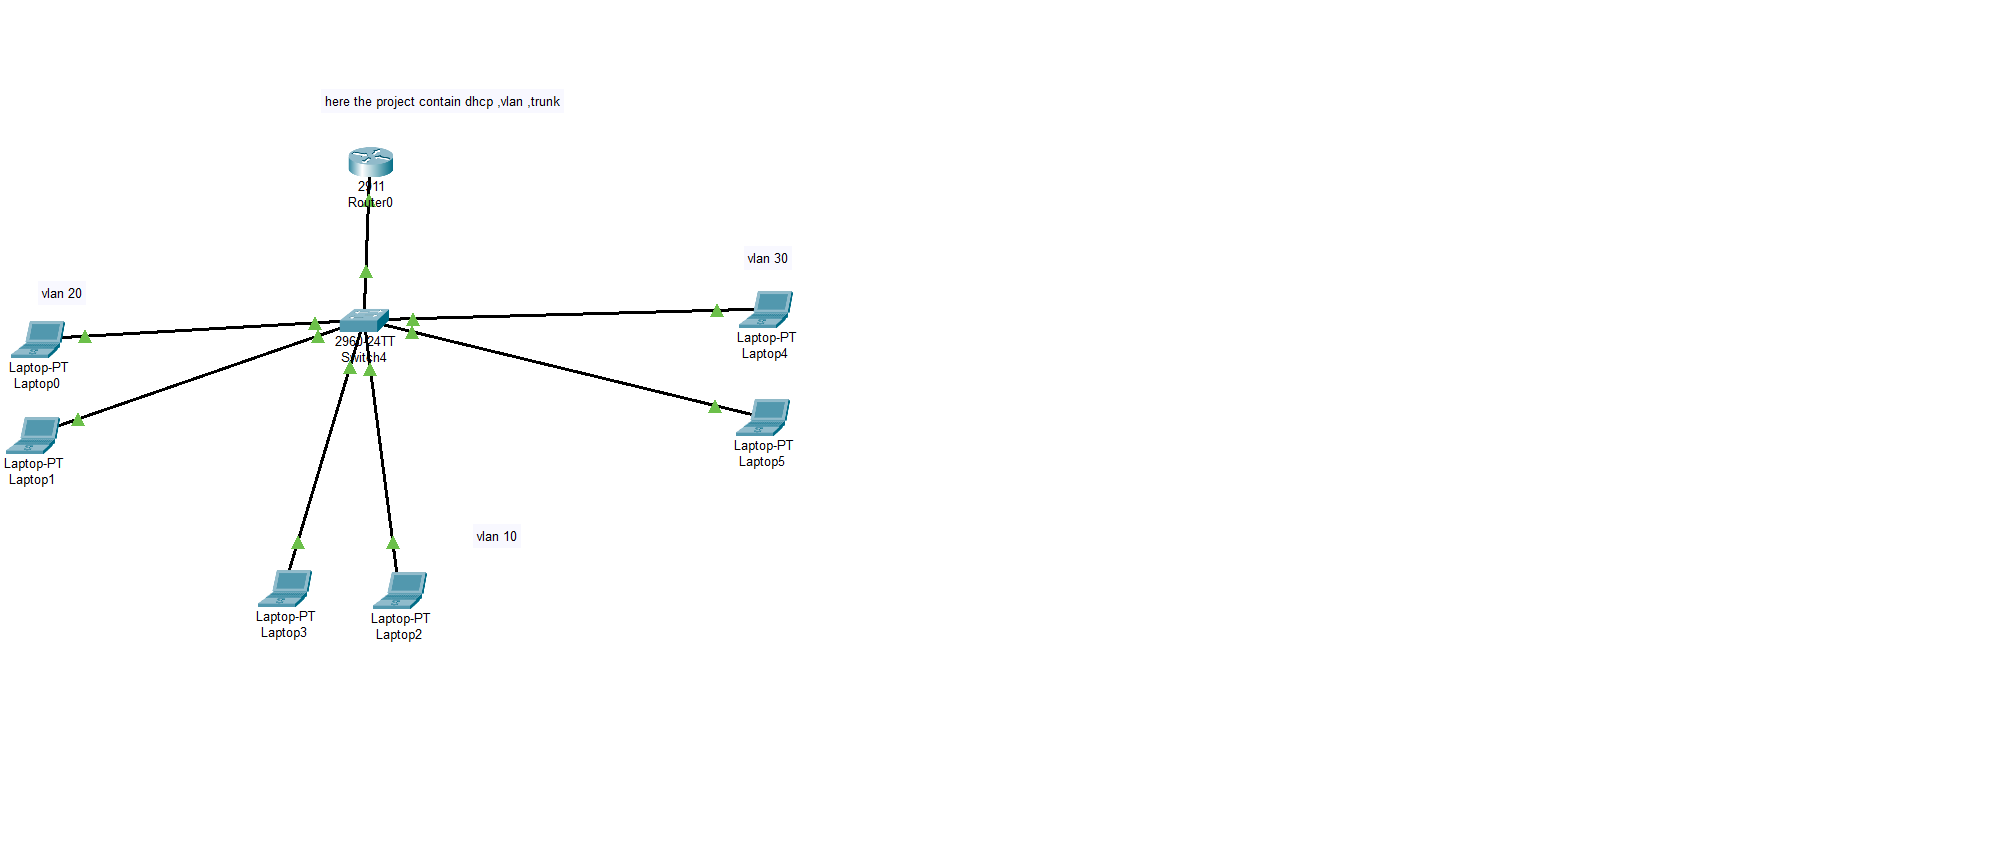 here the project contain dhcp ,vlan ,trunk
2911
Router0
vlan 30
vlan 20
2960-24TT
Switch4
Laptop-PT
Laptop4
Laptop-PT
Laptop0
Laptop-PT
Laptop5
Laptop-PT
Laptop1
vlan 10
Laptop-PT
Laptop3
Laptop-PT
Laptop2